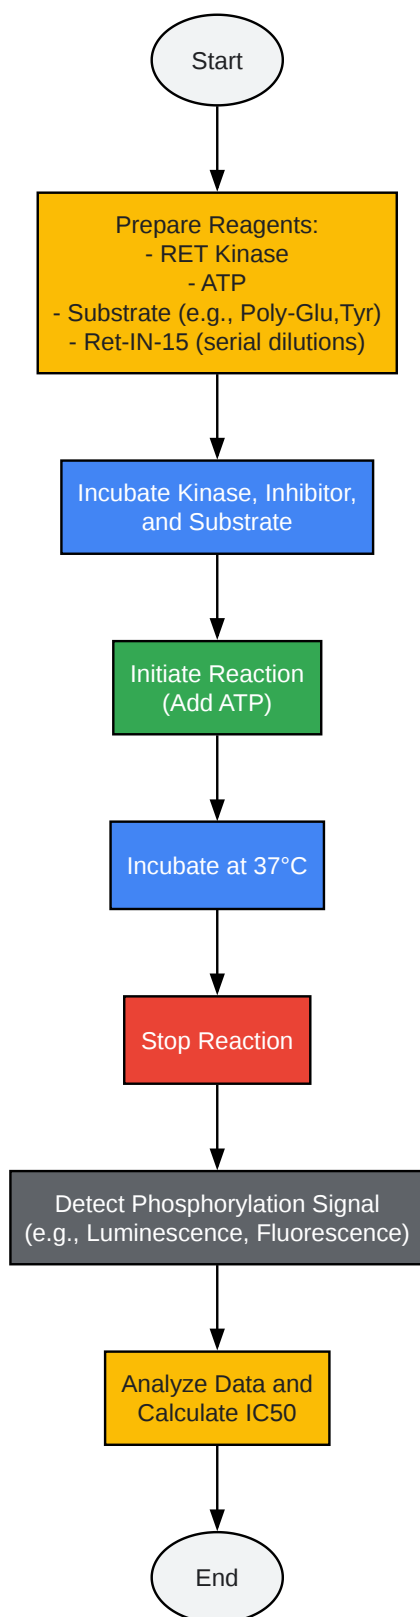 Start
Prepare Reagents:
- RET Kinase
- ATP
- Substrate (e.g., Poly-Glu,Tyr)
- Ret-IN-15 (serial dilutions)
Incubate Kinase, Inhibitor,
and Substrate
Initiate Reaction
(Add ATP)
Incubate at 37°C
Stop Reaction
Detect Phosphorylation Signal
(e.g., Luminescence, Fluorescence)
Analyze Data and
Calculate IC50
End